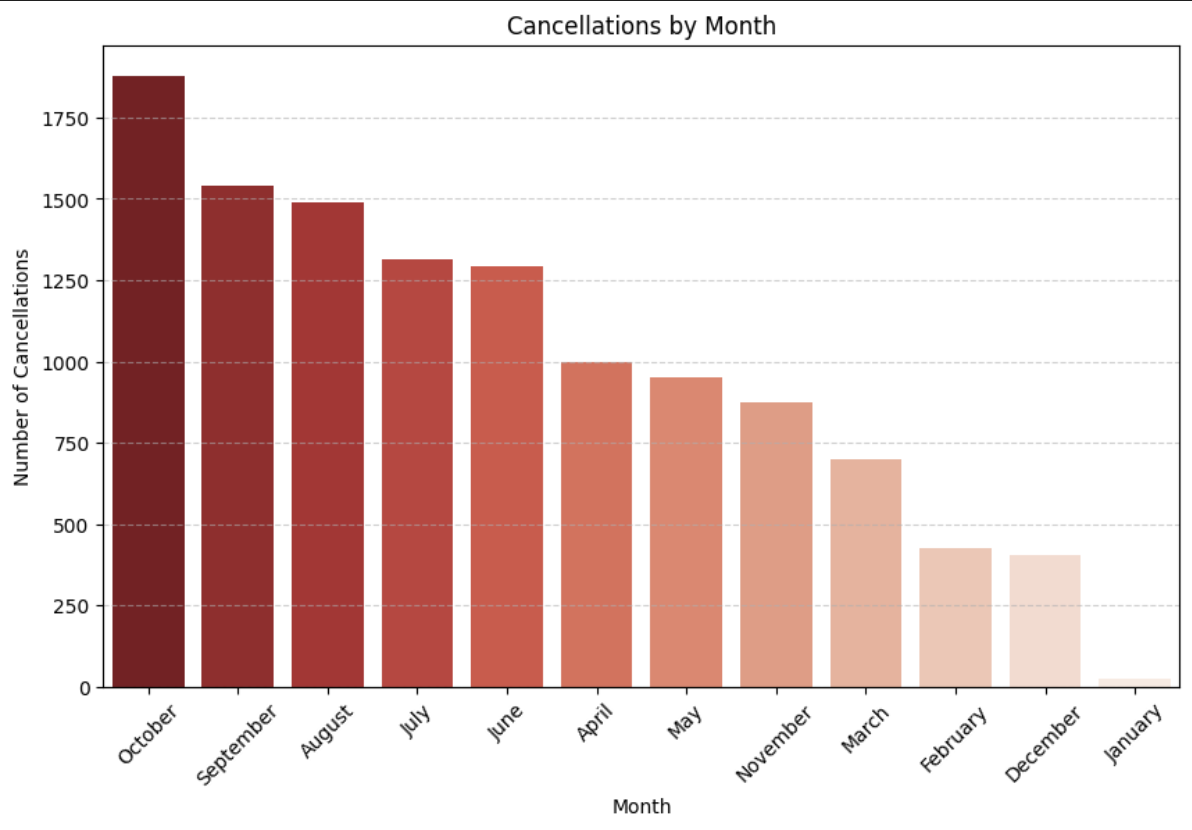 Cancellations by Month
Number of Cancellations
1750
1500
1250
1000
750
500
250
0
October
September
August
July
June
April
May
November
March
February
December
January
Month